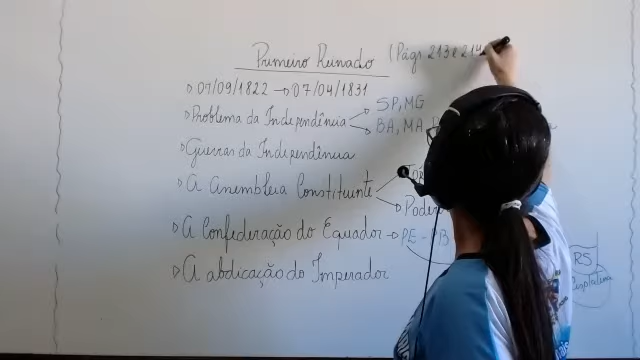 Primeiro Reinado (Págs 213 e 214
07/09/1822 → 07/04/1831
Problema da Independência
SP, MG
BA, MA,
Guerras da Independência
A Assembleia Constituinte
A Confederação do Equador → PE - PB
A abdicação do Imperador
RS
Cisplatina